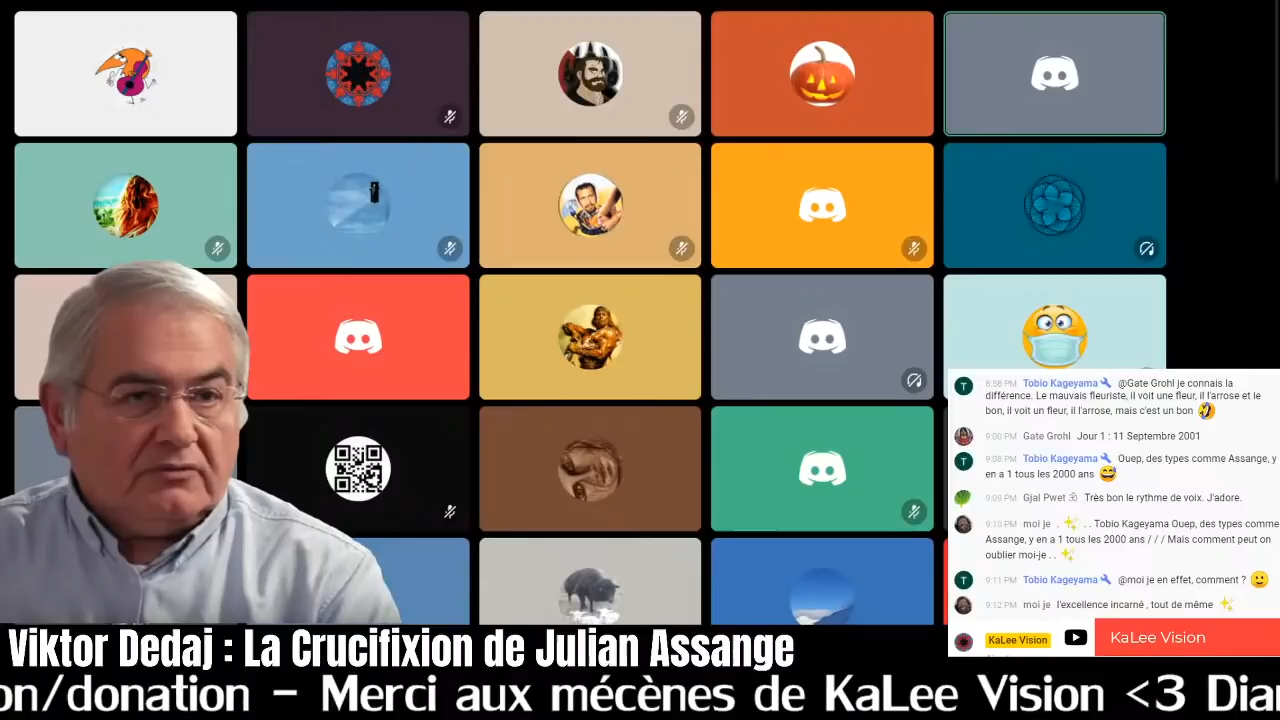 8:58 PM Tobio Kageyama @Gate Grohl je connais la
différence. Le mauvais fleuriste, il voit une fleur, il l'arrose et le
bon, il voit un fleur, il l'arrose, mais c'est un bon
9:00 PM Gate Grohl Jour 1 : 11 Septembre 2001
9:08 PM Tobio Kageyama Ouep, des types comme Assange, y
en a 1 tous les 2000 ans
9:09 PM Gjal Pwet Très bon le rythme de voix. J'adore.
9:10 PM moi je . . . Tobio Kageyama Ouep, des types comme
Assange, y en a 1 tous les 2000 ans / / / Mais comment peut on
oublier moi-je . .
9:11 PM Tobio Kageyama @moi je en effet, comment ?
9:12 PM moi je l'excellence incarné , tout de même
KaLee Vision
KaLee Vision
Viktor Dedaj : La Crucifixion de Julian Assange
on/donation – Merci aux mécènes de KaLee Vision <3 Dia